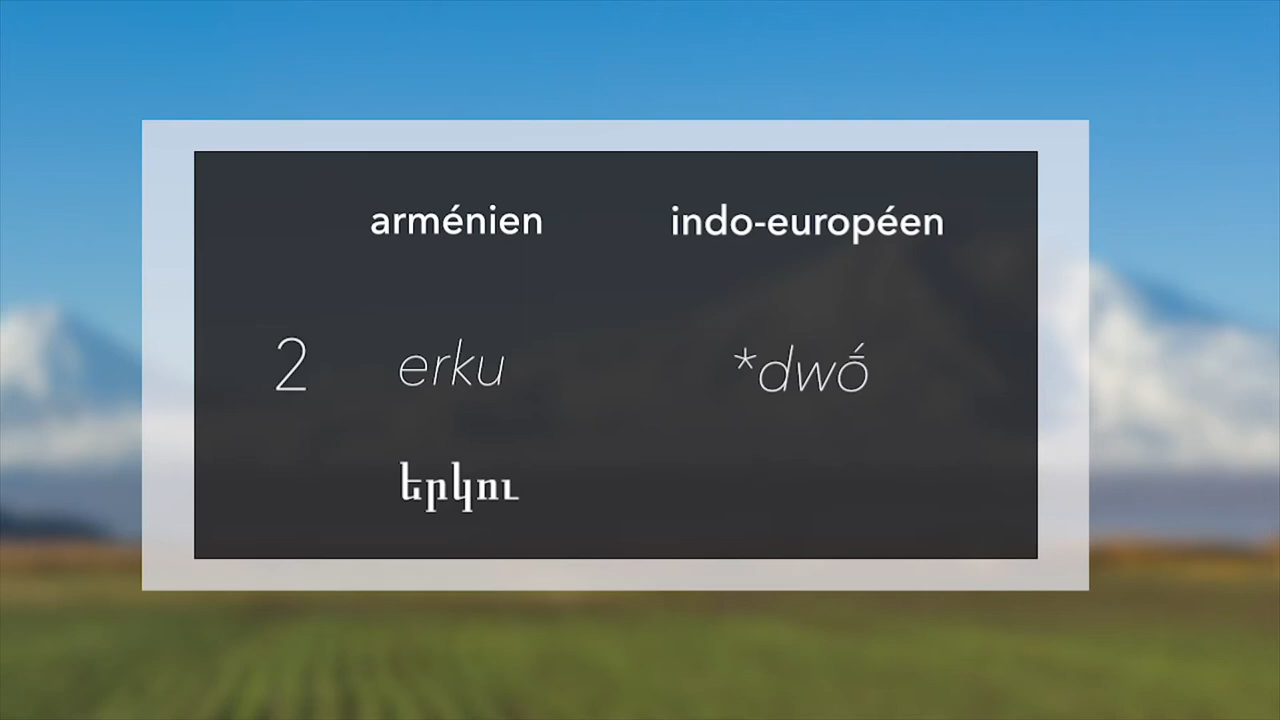 arménien indo-européen
2 erku *dwṓ
երկու